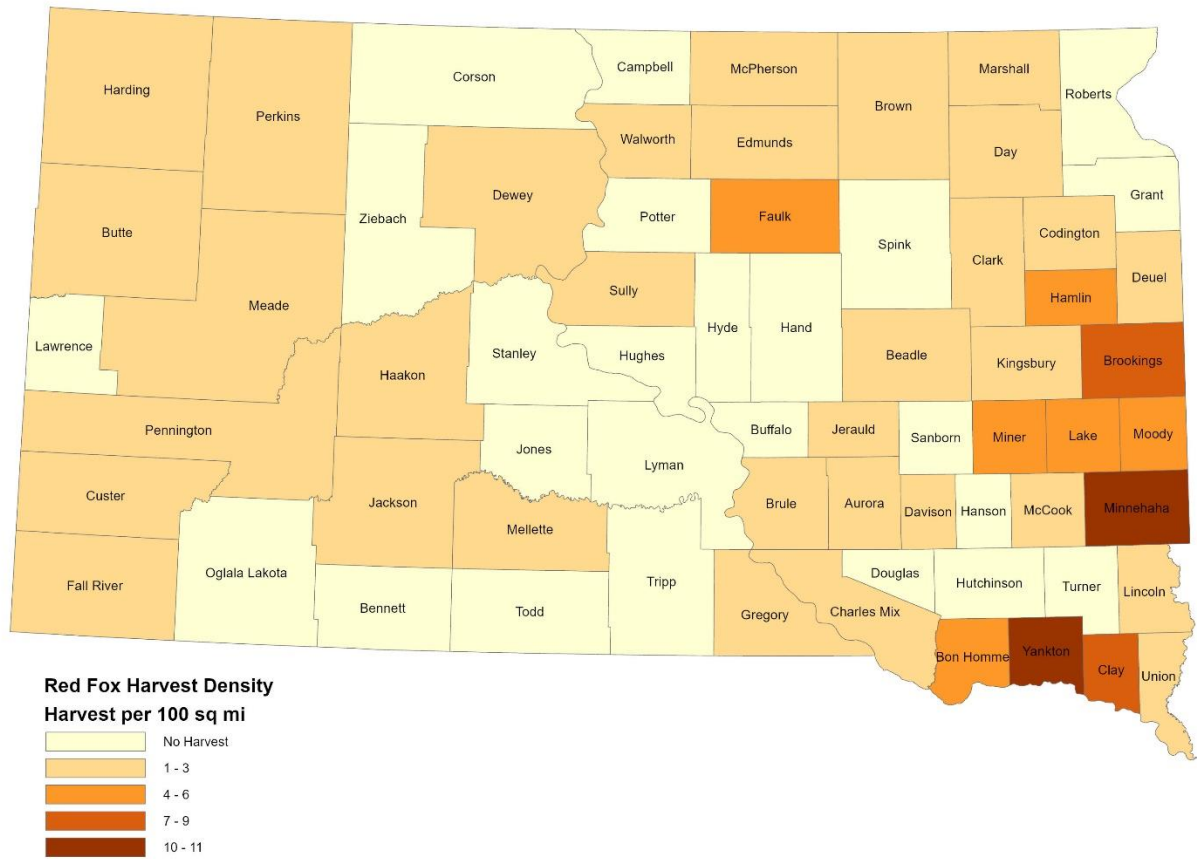 Harding
Perkins
Corson
Campbell
McPherson
Brown
Marshall
Roberts
Walworth
Edmunds
Day
Dewey
Ziebach
Potter
Faulk
Spink
Grant
Butte
Clark
Codington
Meade
Sully
Hamlin
Deuel
Lawrence
Haakon
Stanley
Hughes
Hyde
Hand
Beadle
Kingsbury
Brookings
Pennington
Jones
Lyman
Buffalo
Jerauld
Sanborn
Miner
Lake
Moody
Custer
Jackson
Mellette
Brule
Aurora
Davison
Hanson
McCook
Minnehaha
Fall River
Oglala Lakota
Bennett
Todd
Tripp
Gregory
Charles Mix
Douglas
Hutchinson
Turner
Lincoln
Bon Homme
Yankton
Clay
Union
Red Fox Harvest Density
Harvest per 100 sq mi
No Harvest
1 - 3
4 - 6
7 - 9
10 - 11